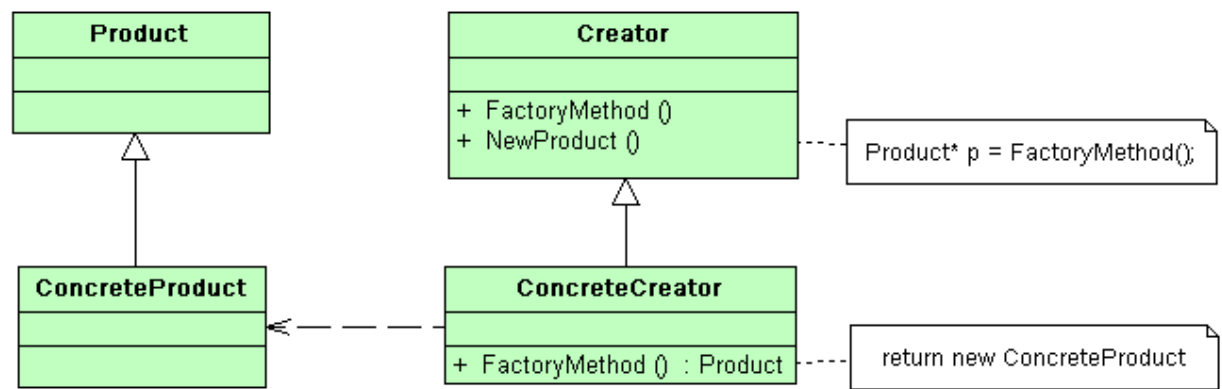 Product
Creator
+ FactoryMethod ()
+ NewProduct ()
Product* p = FactoryMethod();
ConcreteProduct
ConcreteCreator
+ FactoryMethod () : Product
return new ConcreteProduct